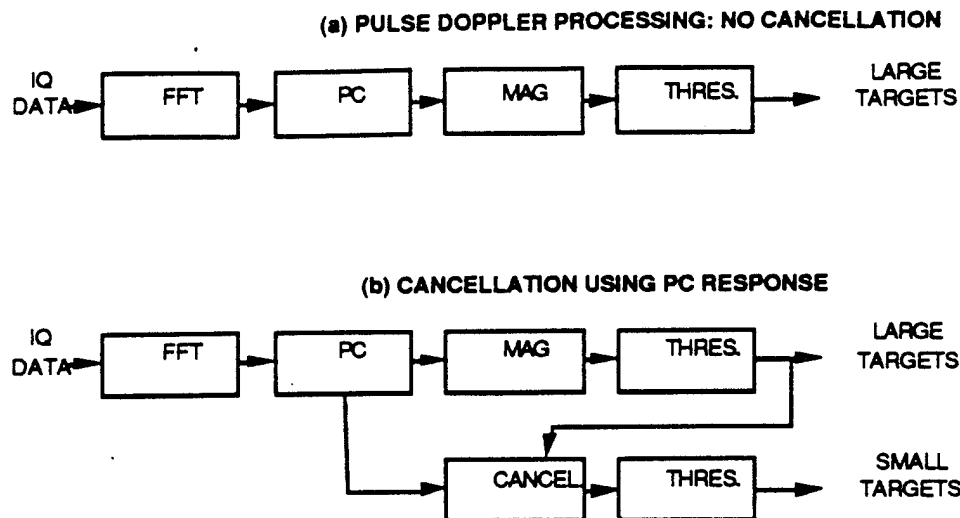 (a) PULSE DOPPLER PROCESSING: NO CANCELLATION
IQ
DATA
FFT
PC
MAG
THRES.
LARGE
TARGETS
(b) CANCELLATION USING PC RESPONSE
IQ
DATA
FFT
PC
MAG
THRES.
LARGE
TARGETS
CANCEL
THRES.
SMALL
TARGETS